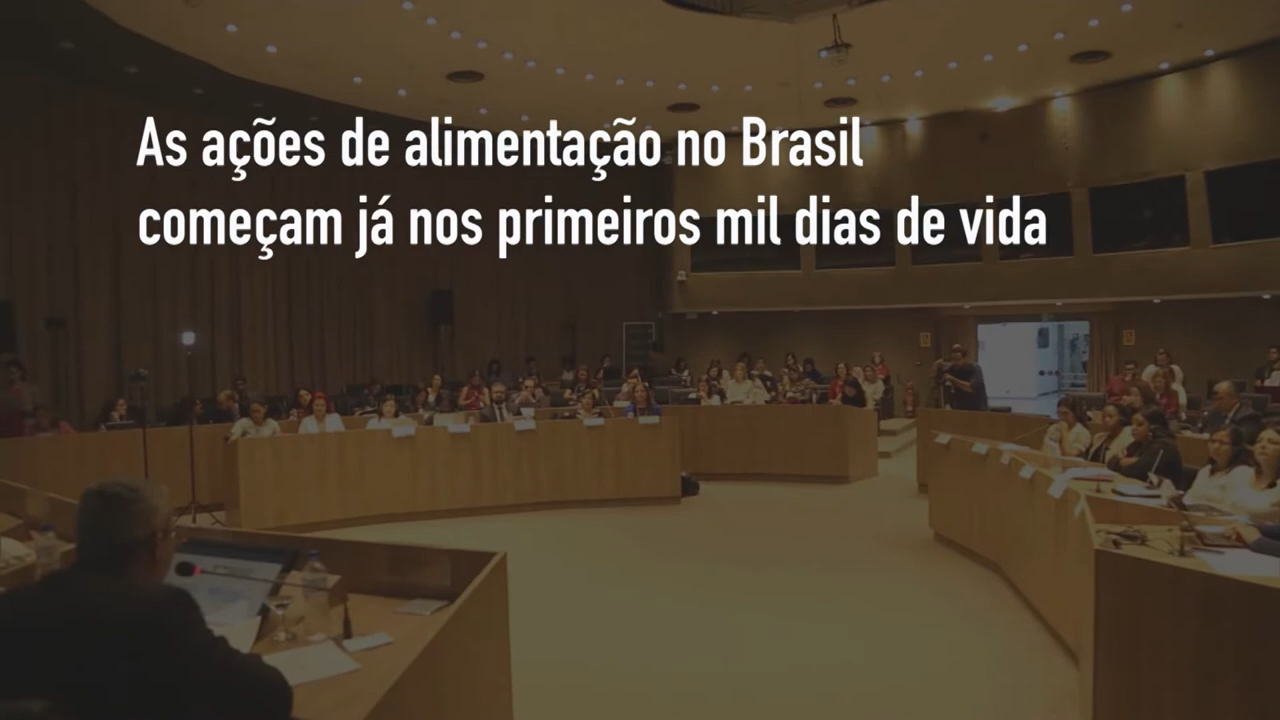 As ações de alimentação no Brasil
começam já nos primeiros mil dias de vida